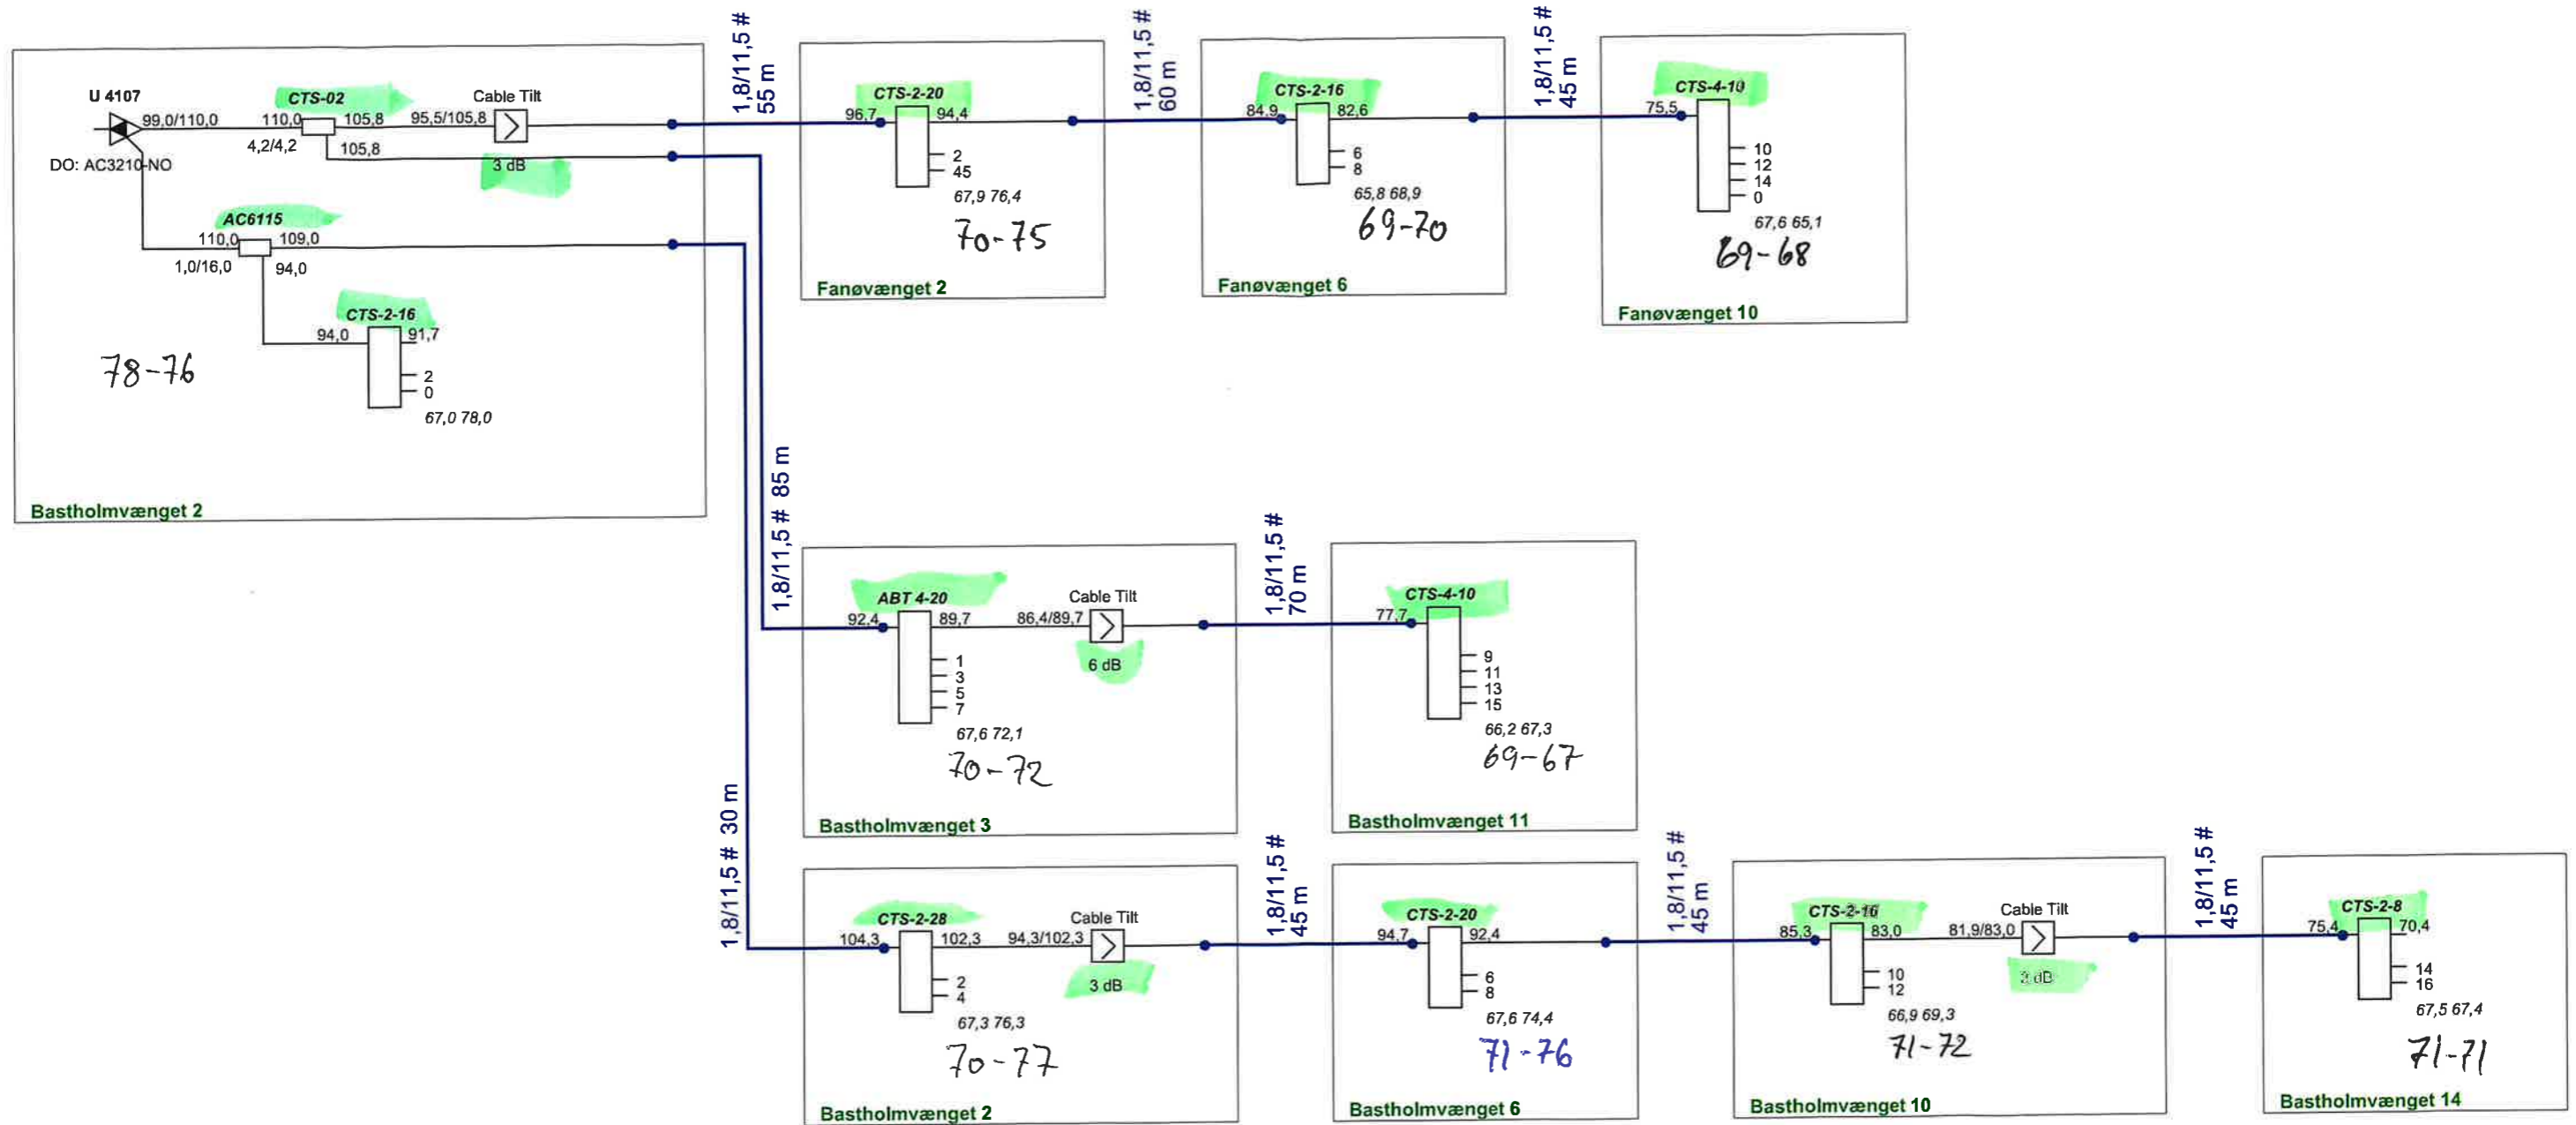 U 4107
99,0/110,0
DO: AC3210-NO
CTS-02
110,0
105,8
4,2/4,2
105,8
95,5/105,8
Cable Tilt
3 dB
AC6115
110,0
109,0
1,0/16,0
94,0
CTS-2-16
94,0
91,7
2
0
67,0 78,0
78-76
Bastholmvænget 2
1,8/11,5 #
55 m
CTS-2-20
96,7
94,4
2
45
67,9 76,4
70-75
Fanøvænget 2
1,8/11,5 #
60 m
CTS-2-16
84,9
82,6
6
8
65,8 68,9
69-70
Fanøvænget 6
1,8/11,5 #
45 m
CTS-4-10
75,5
10
12
14
0
67,6 65,1
69-68
Fanøvænget 10
1,8/11,5 # 85 m
ABT 4-20
92,4
89,7
86,4/89,7
Cable Tilt
6 dB
1
3
5
7
67,6 72,1
70-72
Bastholmvænget 3
1,8/11,5 #
70 m
CTS-4-10
77,7
9
11
13
15
66,2 67,3
69-67
Bastholmvænget 11
1,8/11,5 # 30 m
CTS-2-28
104,3
102,3
94,3/102,3
Cable Tilt
3 dB
2
4
67,3 76,3
70-77
Bastholmvænget 2
1,8/11,5 #
45 m
CTS-2-20
94,7
92,4
6
8
67,6 74,4
71-76
Bastholmvænget 6
1,8/11,5 #
45 m
CTS-2-16
85,3
83,0
81,9/83,0
Cable Tilt
dB
10
12
66,9 69,3
71-72
Bastholmvænget 10
1,8/11,5 #
45 m
CTS-2-8
75,4
70,4
14
16
67,5 67,4
71-71
Bastholmvænget 14